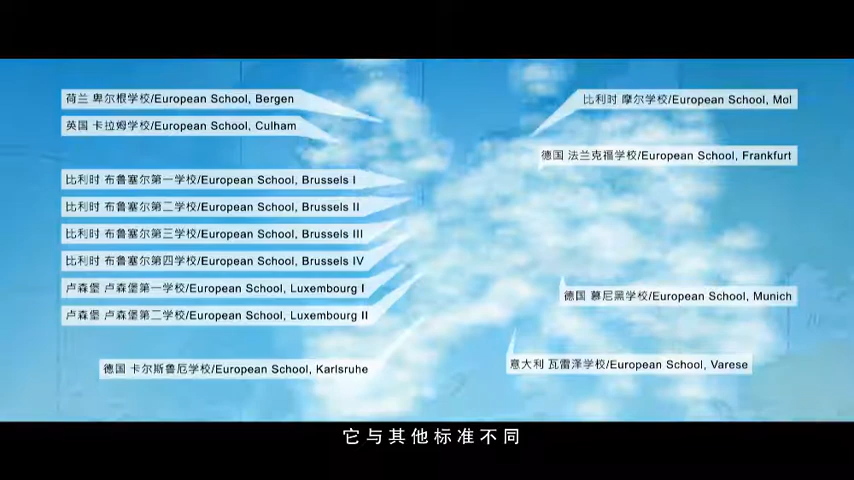 荷兰 卑尔根学校/European School, Bergen
英国 卡拉姆学校/European School, Culham
比利时 布鲁塞尔第一学校/European School, Brussels I
比利时 布鲁塞尔第二学校/European School, Brussels II
比利时 布鲁塞尔第三学校/European School, Brussels III
比利时 布鲁塞尔第四学校/European School, Brussels IV
卢森堡 卢森堡第一学校/European School, Luxembourg I
卢森堡 卢森堡第二学校/European School, Luxembourg II
德国 卡尔斯鲁厄学校/European School, Karlsruhe
比利时 摩尔学校/European School, Mol
德国 法兰克福学校/European School, Frankfurt
德国 慕尼黑学校/European School, Munich
意大利 瓦雷泽学校/European School, Varese
它与其他标准不同